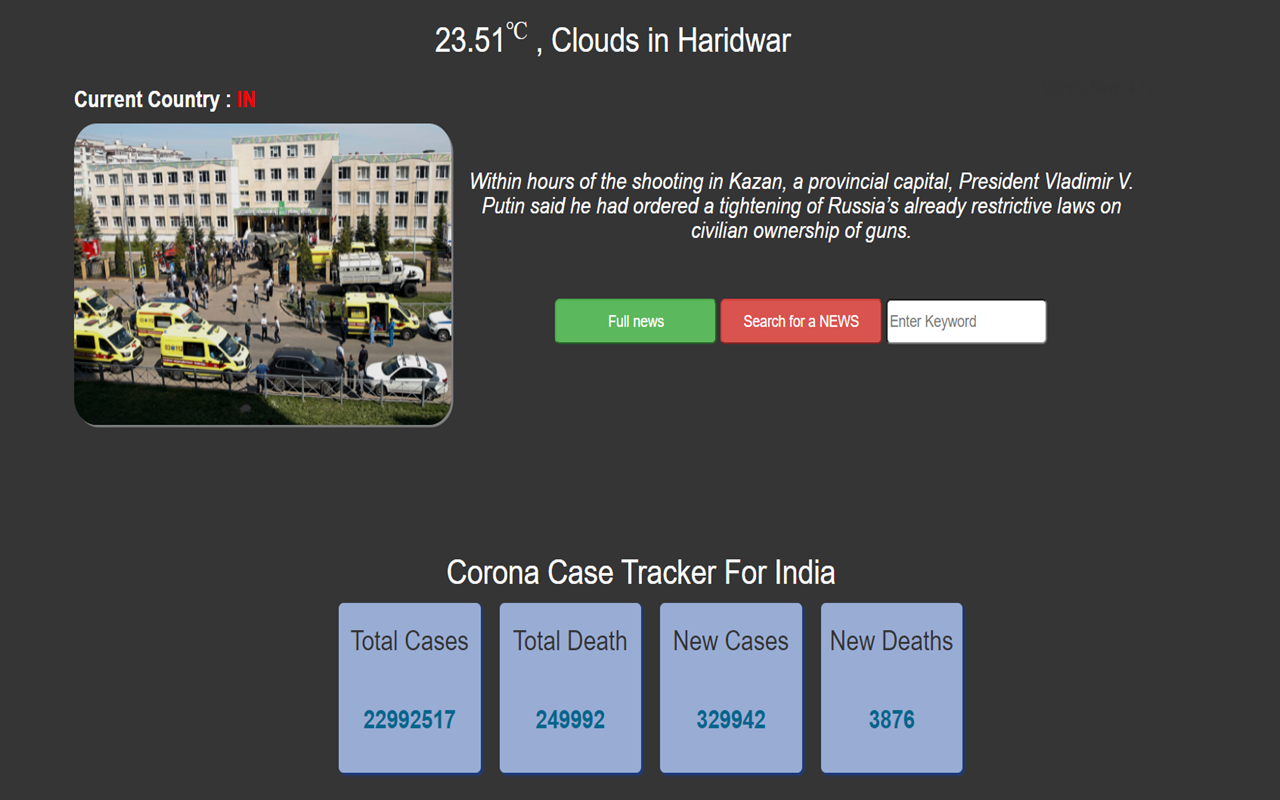 23.51℃ , Clouds in Haridwar
Current Country : IN
Within hours of the shooting in Kazan, a provincial capital, President Vladimir V.
Putin said he had ordered a tightening of Russia’s already restrictive laws on
civilian ownership of guns.
Full news
Search for a NEWS
Enter Keyword
Corona Case Tracker For India
Total Cases
Total Death
New Cases
New Deaths
22992517
249992
329942
3876